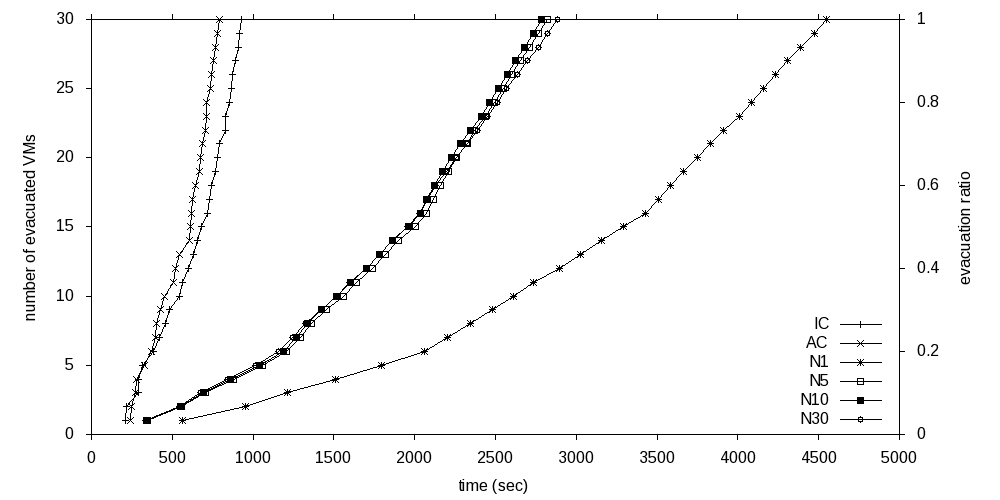 30
25
20
15
10
5
0
number of evacuated VMs
1
0.8
0.6
0.4
0.2
0
evacuation ratio
IC
AC
N1
N5
N10
N30
0 500 1000 1500 2000 2500 3000 3500 4000 4500 5000
time (sec)